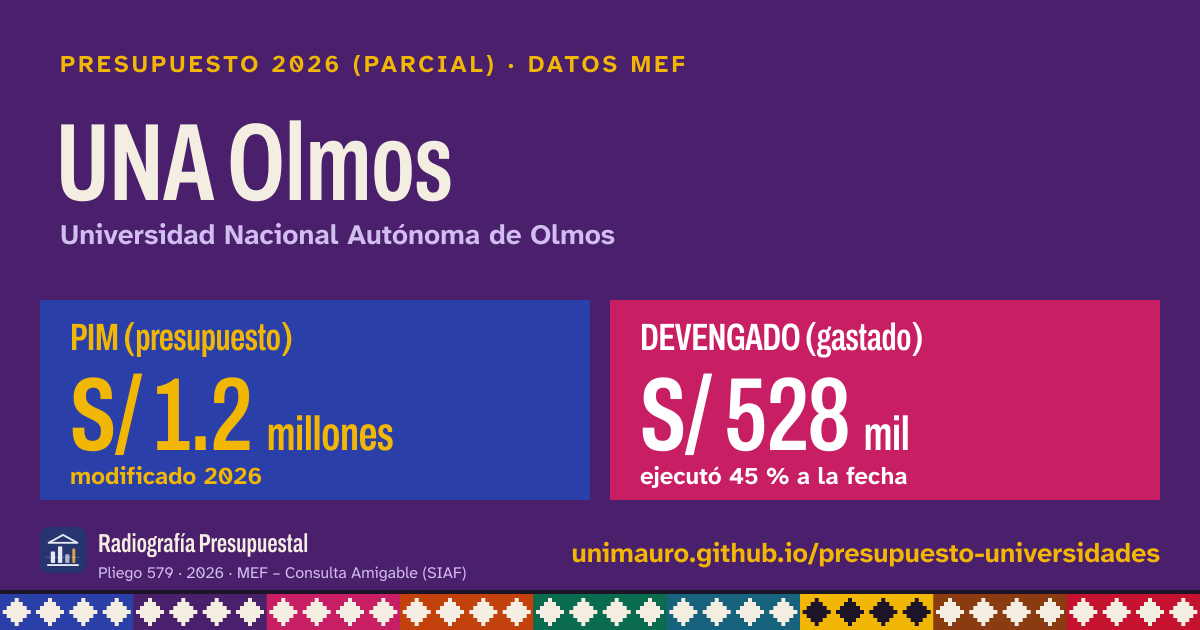 PRESUPUESTO 2026 (PARCIAL) · DATOS MEF
UNA Olmos
Universidad Nacional Autónoma de Olmos
PIM (presupuesto)
S/ 1.2 millones
modificado 2026
DEVENGADO (gastado)
S/ 528 mil
ejecutó 45 % a la fecha
Radiografía Presupuestal
Pliego 579 · 2026 · MEF – Consulta Amigable (SIAF)
unimauro.github.io/presupuesto-universidades